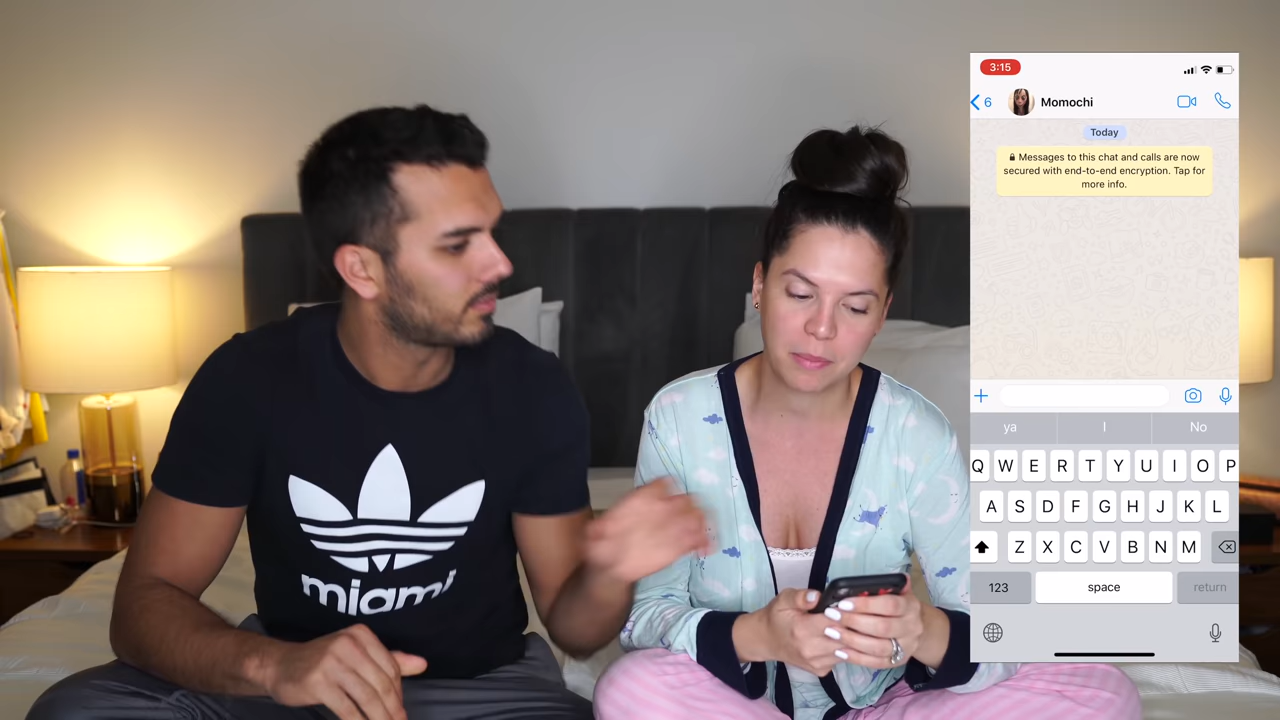 miami
3:15
6 Momochi
Today
Messages to this chat and calls are now
secured with end-to-end encryption. Tap for
more info.
ya I No
Q W E R T Y U I O P
A S D F G H J K L
Z X C V B N M
123 space return